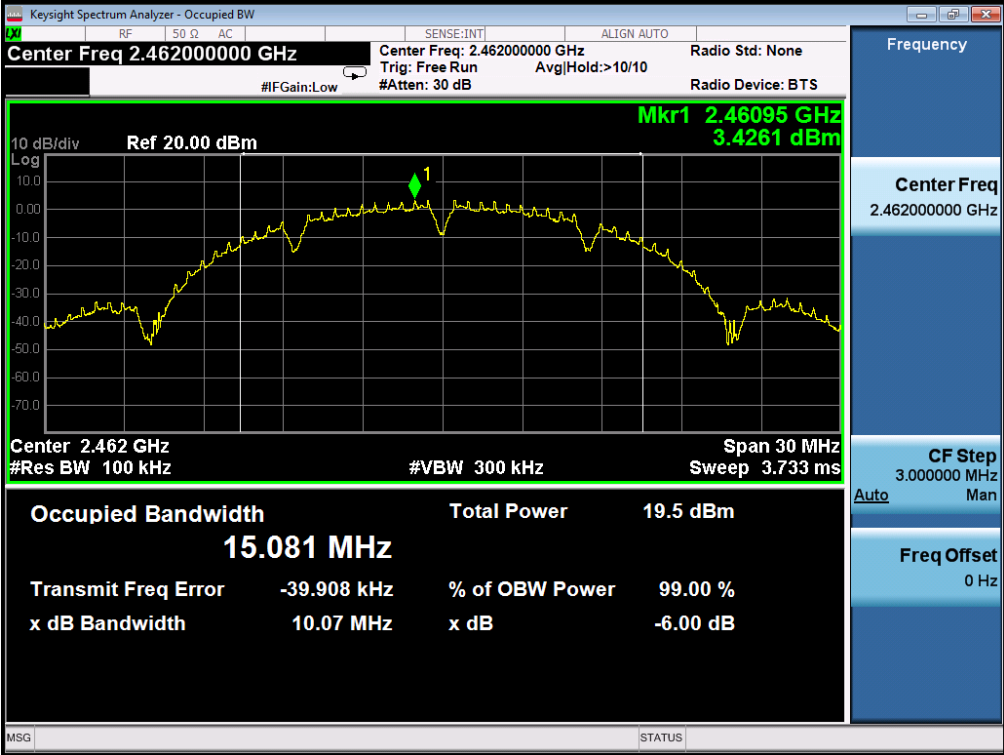 Keysight Spectrum Analyzer - Occupied BW
LXI RF 50 Ω AC SENSE:INT ALIGN AUTO
Center Freq 2.462000000 GHz
Center Freq: 2.462000000 GHz Radio Std: None
Trig: Free Run Avg|Hold:>10/10
#IFGain:Low #Atten: 30 dB Radio Device: BTS
Mkr1 2.46095 GHz
3.4261 dBm
10 dB/div Ref 20.00 dBm
Log
10.0
0.00
-10.0
-20.0
-30.0
-40.0
-50.0
-60.0
-70.0
1
Center 2.462 GHz Span 30 MHz
#Res BW 100 kHz #VBW 300 kHz Sweep 3.733 ms
Occupied Bandwidth Total Power 19.5 dBm
15.081 MHz
Transmit Freq Error -39.908 kHz % of OBW Power 99.00 %
x dB Bandwidth 10.07 MHz x dB -6.00 dB
Frequency
Center Freq
2.462000000 GHz
CF Step
3.000000 MHz
Auto Man
Freq Offset
0 Hz
MSG STATUS